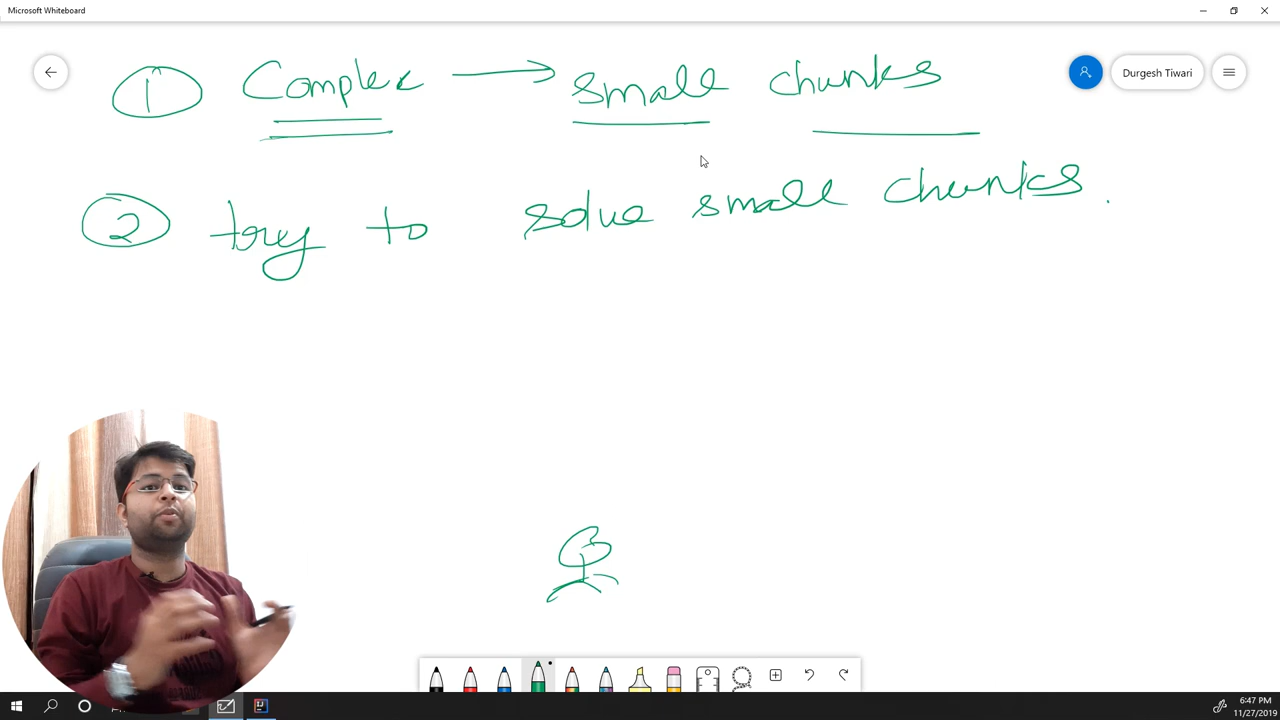 Microsoft Whiteboard
① Complex → small chunks
Durgesh Tiwari
② try to solve small chunks.
6:47 PM
11/27/2019